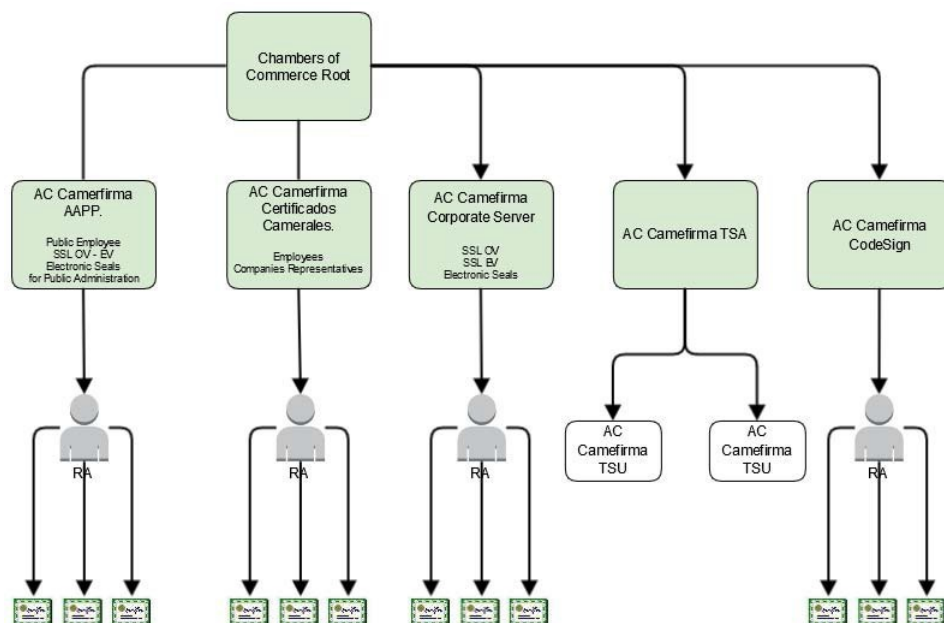 Chambers of
Commerce Root
AC Camerfirma
AAPP.
Public Employee
SSL OV - EV
Electronic Seals
for Public Administration
AC Camerfirma
Certificados
Camerales.
Employees
Companies Representatives
AC Camefirma
Corporate Server
SSL OV
SSL EV
Electronic Seals
AC Camefirma TSA
AC Camefirma
CodeSign
RA
RA
RA
AC
Camefirma
TSU
AC
Camefirma
TSU
RA